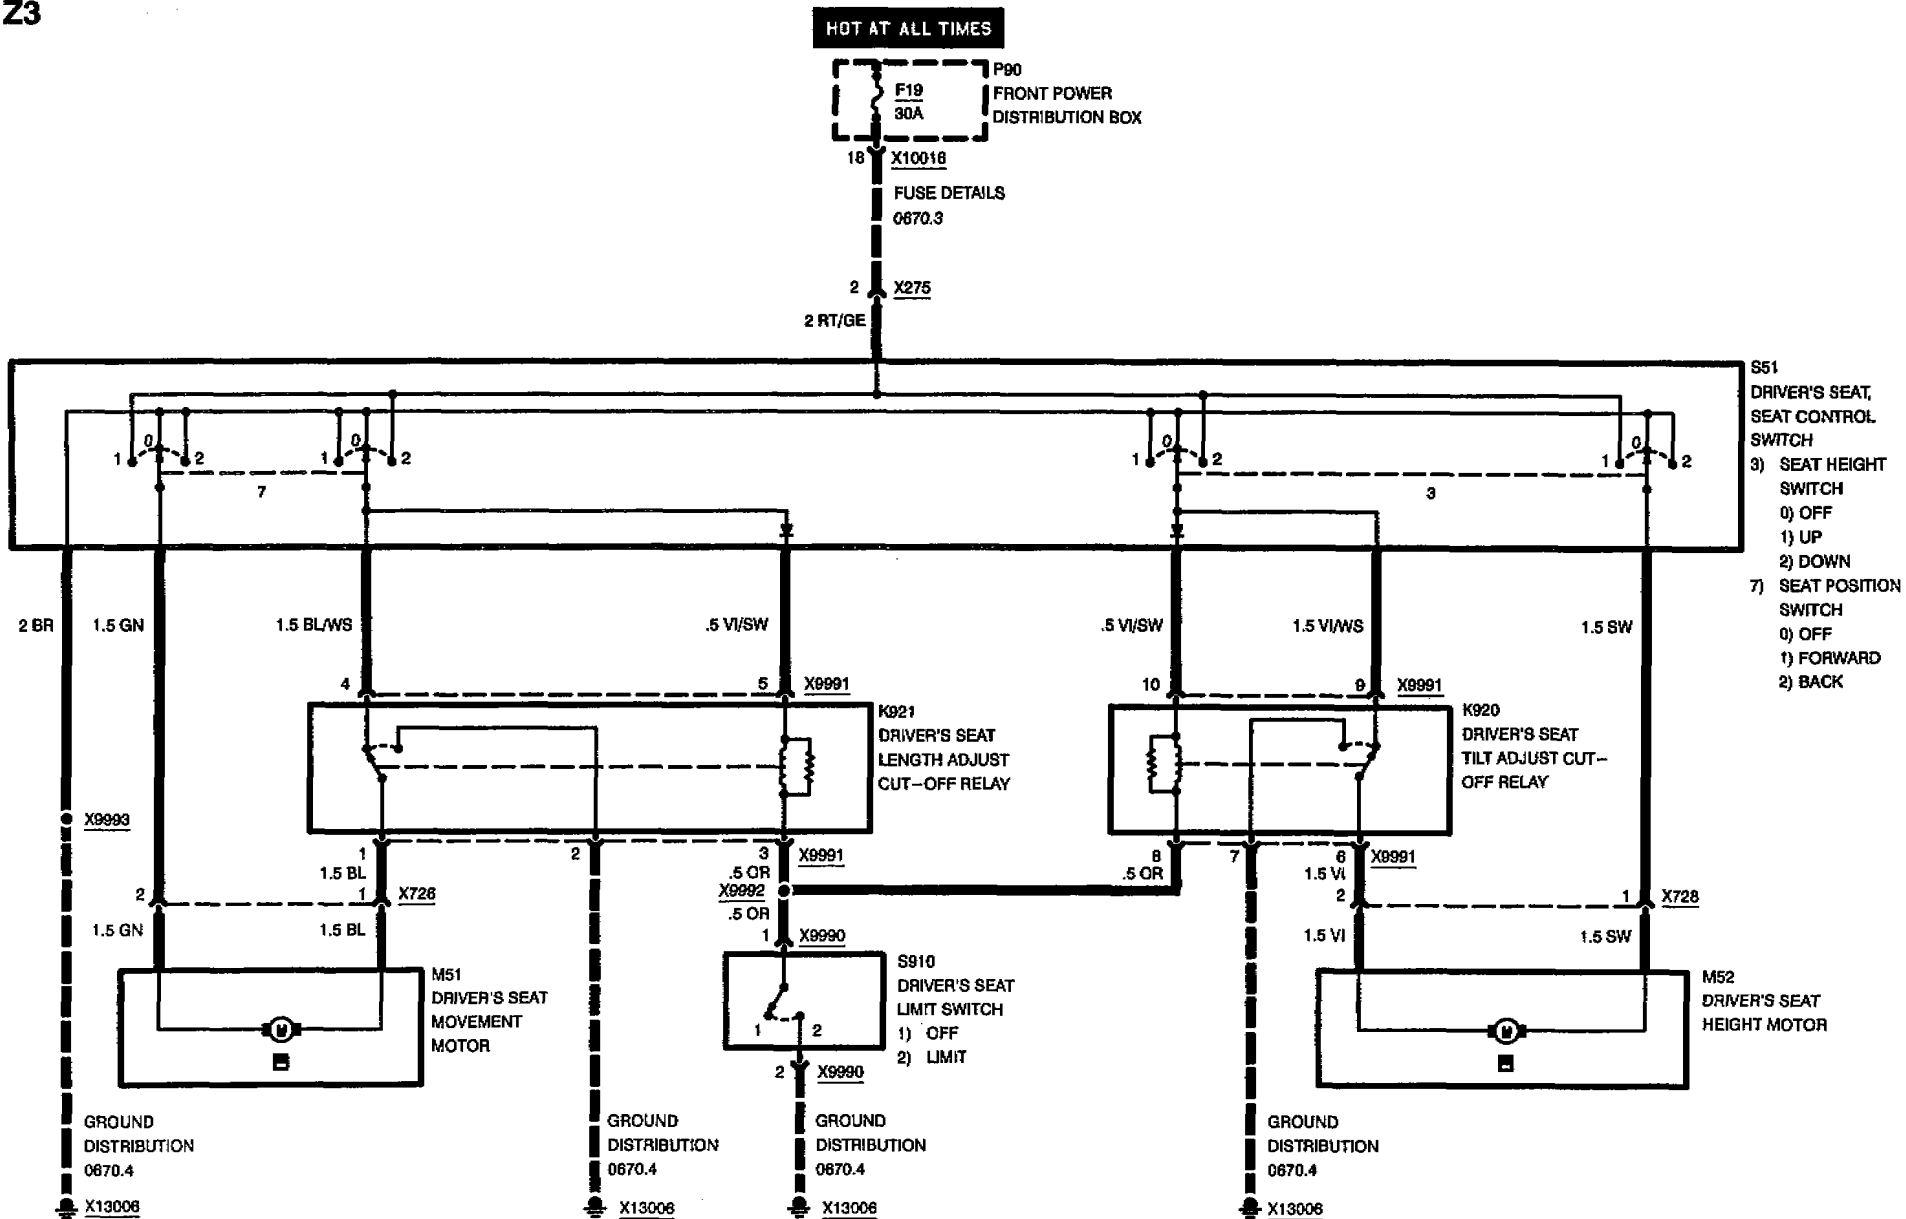 Z3
HOT AT ALL TIMES
P90
FRONT POWER
DISTRIBUTION BOX
F19
30A
18 X10016
FUSE DETAILS
0670.3
2 X275
2 RT/GE
S51
DRIVER'S SEAT,
SEAT CONTROL
SWITCH
3) SEAT HEIGHT
SWITCH
0) OFF
1) UP
2) DOWN
7) SEAT POSITION
SWITCH
0) OFF
1) FORWARD
2) BACK
1 0 2 1 0 2 1 0 2 1 0 2
7 3
2 BR 1.5 GN 1.5 BL/WS .5 VI/SW .5 VI/SW 1.5 VI/WS 1.5 SW
4 5 X9991 10 9 X9991
K921
DRIVER'S SEAT
LENGTH ADJUST
CUT-OFF RELAY
K920
DRIVER'S SEAT
TILT ADJUST CUT-
OFF RELAY
X9993
1 2 3 X9991 8 7 6 X9991
1.5 BL .5 OR .5 OR 1.5 VI
X9992
2 1 X726 2 1 X728
.5 OR
1.5 GN 1.5 BL 1 X9990 1.5 VI 1.5 SW
M51
DRIVER'S SEAT
MOVEMENT
MOTOR
M
S910
DRIVER'S SEAT
LIMIT SWITCH
1) OFF
2) LIMIT
1 2
M52
DRIVER'S SEAT
HEIGHT MOTOR
M
2 X9990
GROUND
DISTRIBUTION
0670.4
X13006
GROUND
DISTRIBUTION
0670.4
X13006
GROUND
DISTRIBUTION
0670.4
X13006
GROUND
DISTRIBUTION
0670.4
X13006